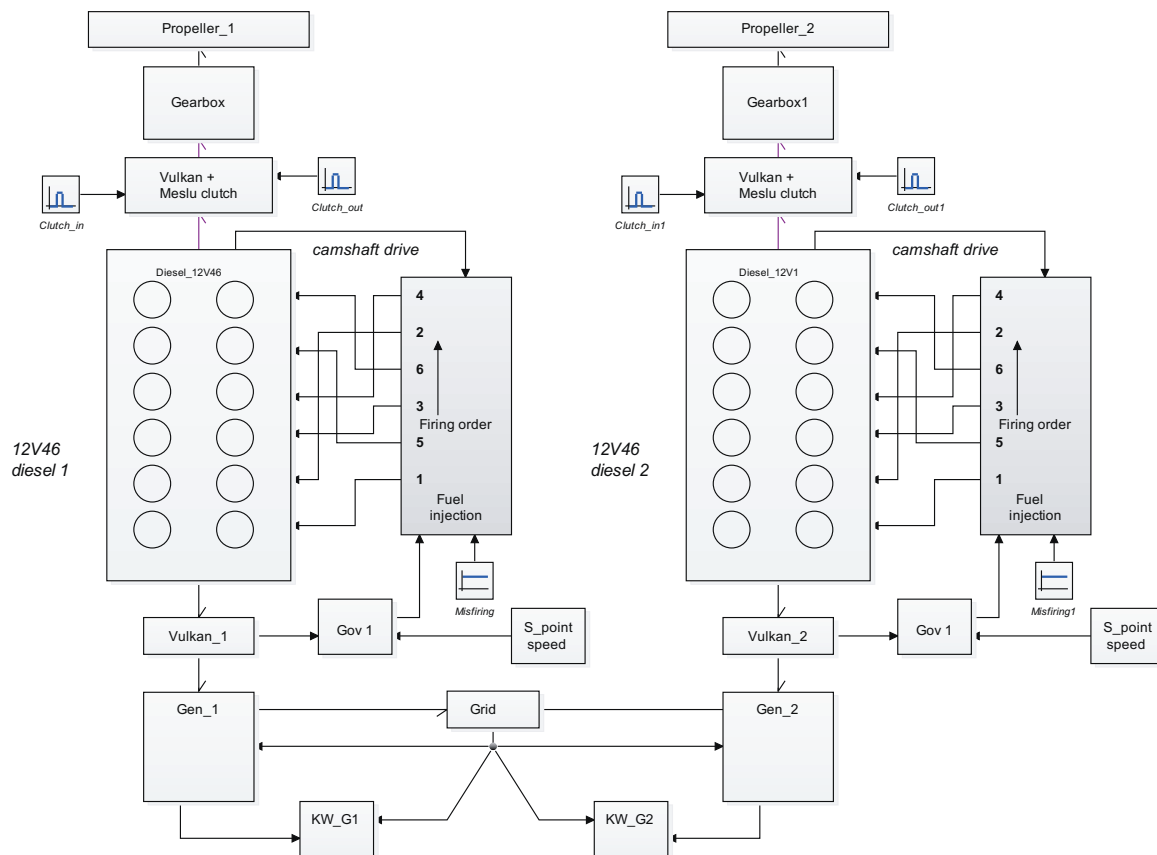 Propeller_1
Propeller_2
Gearbox
Gearbox1
Vulkan +
Meslu clutch
Clutch_in
Clutch_out
Vulkan +
Meslu clutch
Clutch_in1
Clutch_out1
camshaft drive
Diesel_12V46
4
2
6
3
Firing order
5
1
Fuel
injection
12V46
diesel 1
Misfiring
camshaft drive
Diesel_12V1
4
2
6
3
Firing order
5
1
Fuel
injection
12V46
diesel 2
Misfiring1
Vulkan_1
Gov 1
S_point
speed
Vulkan_2
Gov 1
S_point
speed
Gen_1
Grid
Gen_2
KW_G1
KW_G2